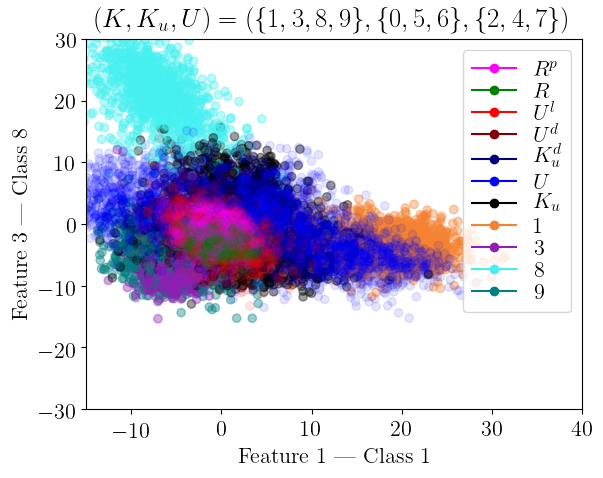 (K, K_u, U) = ({1, 3, 8, 9}, {0, 5, 6}, {2, 4, 7})
30
20
10
0
−10
−20
−30
Feature 3 — Class 8
R^p
R
U^l
U^d
K_u^d
U
K_u
1
3
8
9
−10
0
10
20
30
40
Feature 1 — Class 1